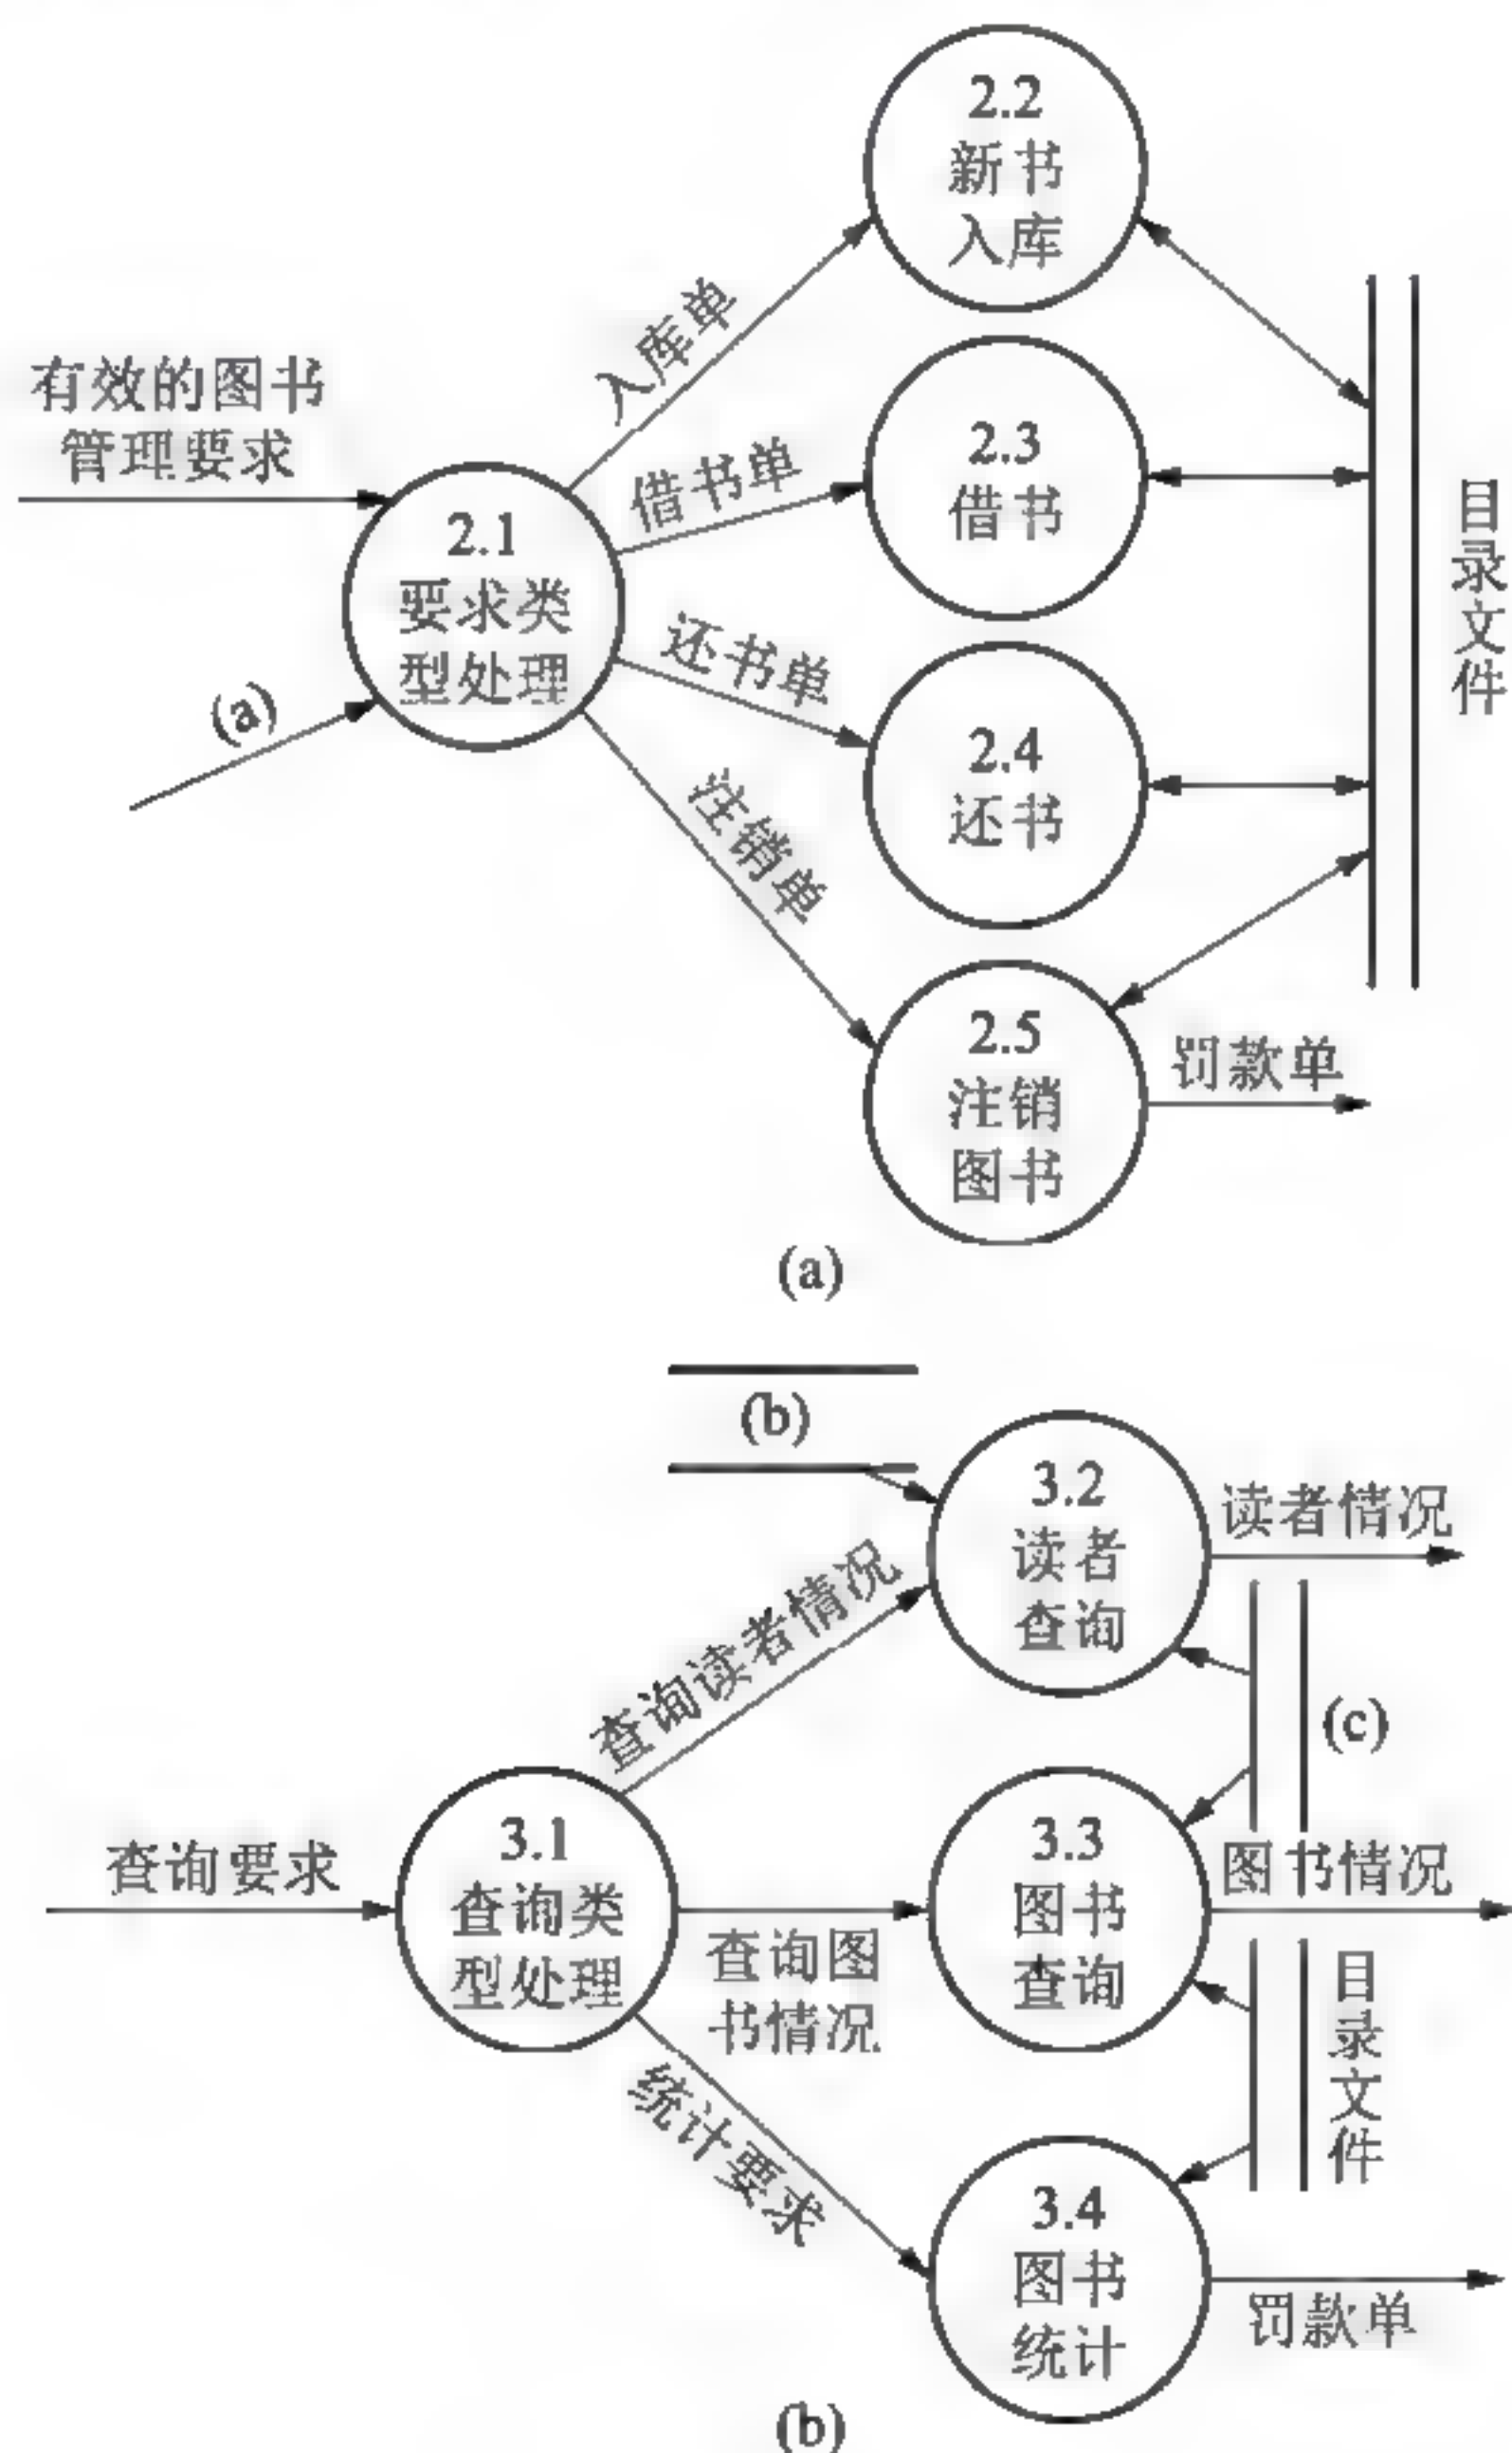 2.2
新书
入库
入库单
有效的图书
管理要求
2.1
要求类
型处理
(a)
借书单
2.3
借书
还书单
2.4
还书
注销单
2.5
注销
图书
目录文件
罚款单
(a)
(b)
3.2
读者
查询
读者情况
查询读者情况
(c)
查询要求
3.1
查询类
型处理
查询图
书情况
3.3
图书
查询
图书情况
目录文件
统计要求
3.4
图书
统计
罚款单
(b)